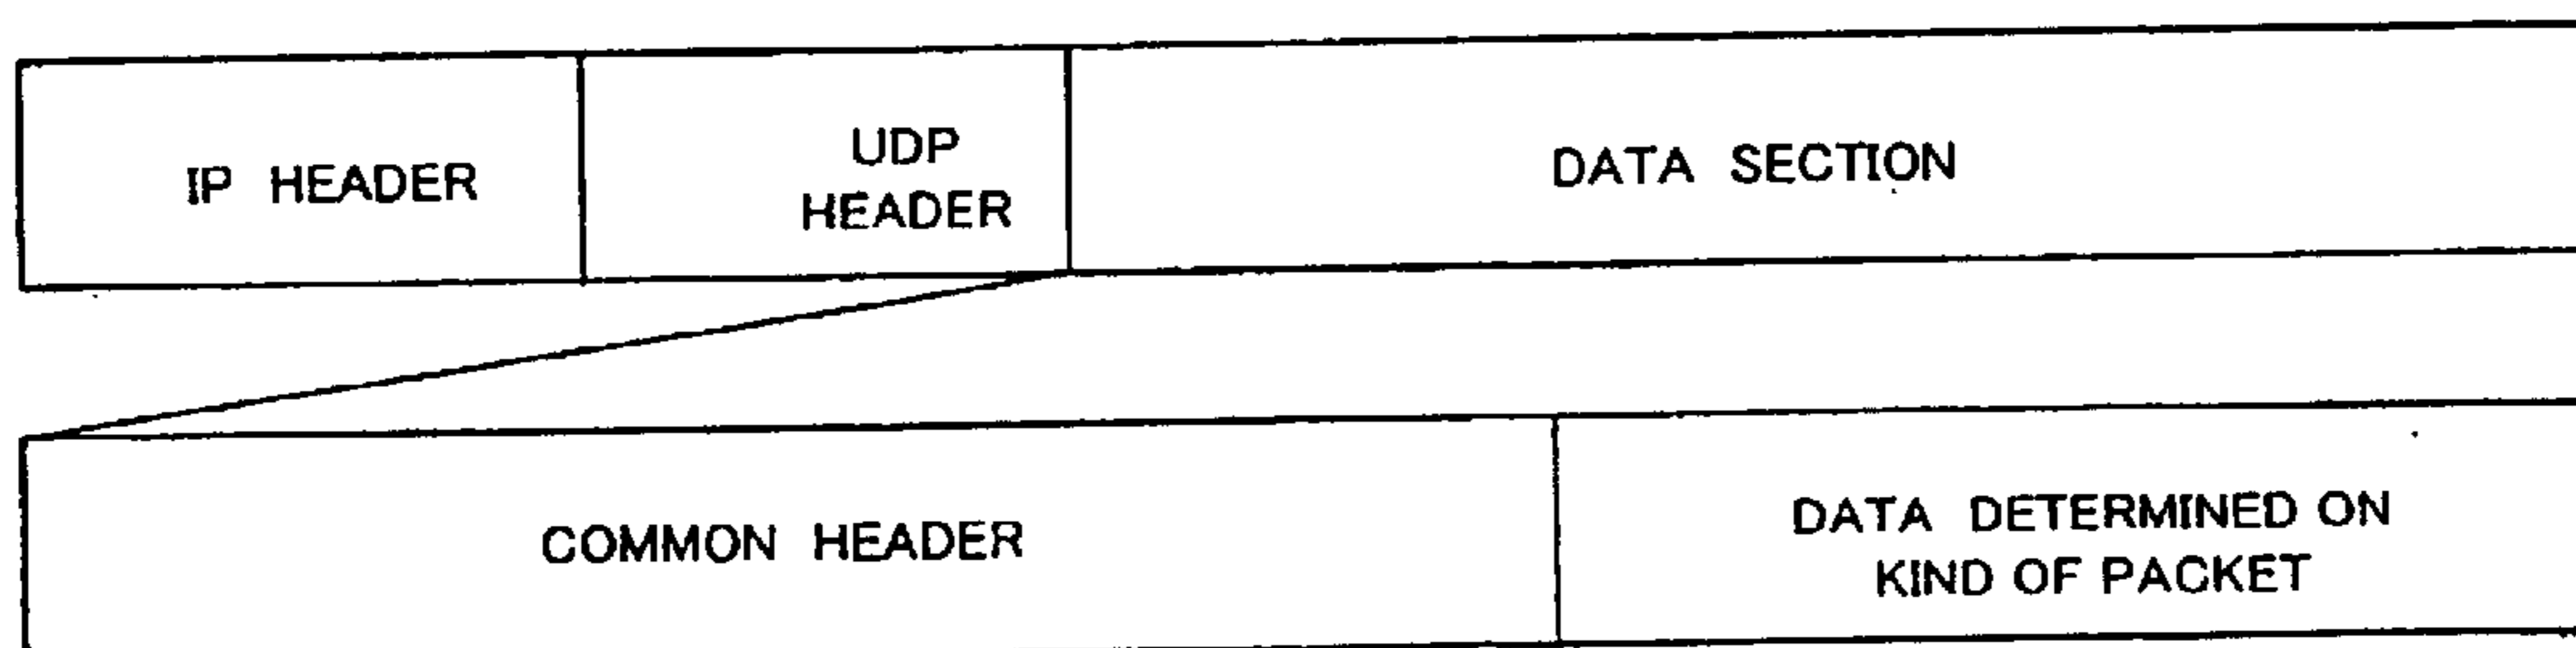 IP HEADER
UDP
HEADER
DATA SECTION
COMMON HEADER
DATA DETERMINED ON
KIND OF PACKET